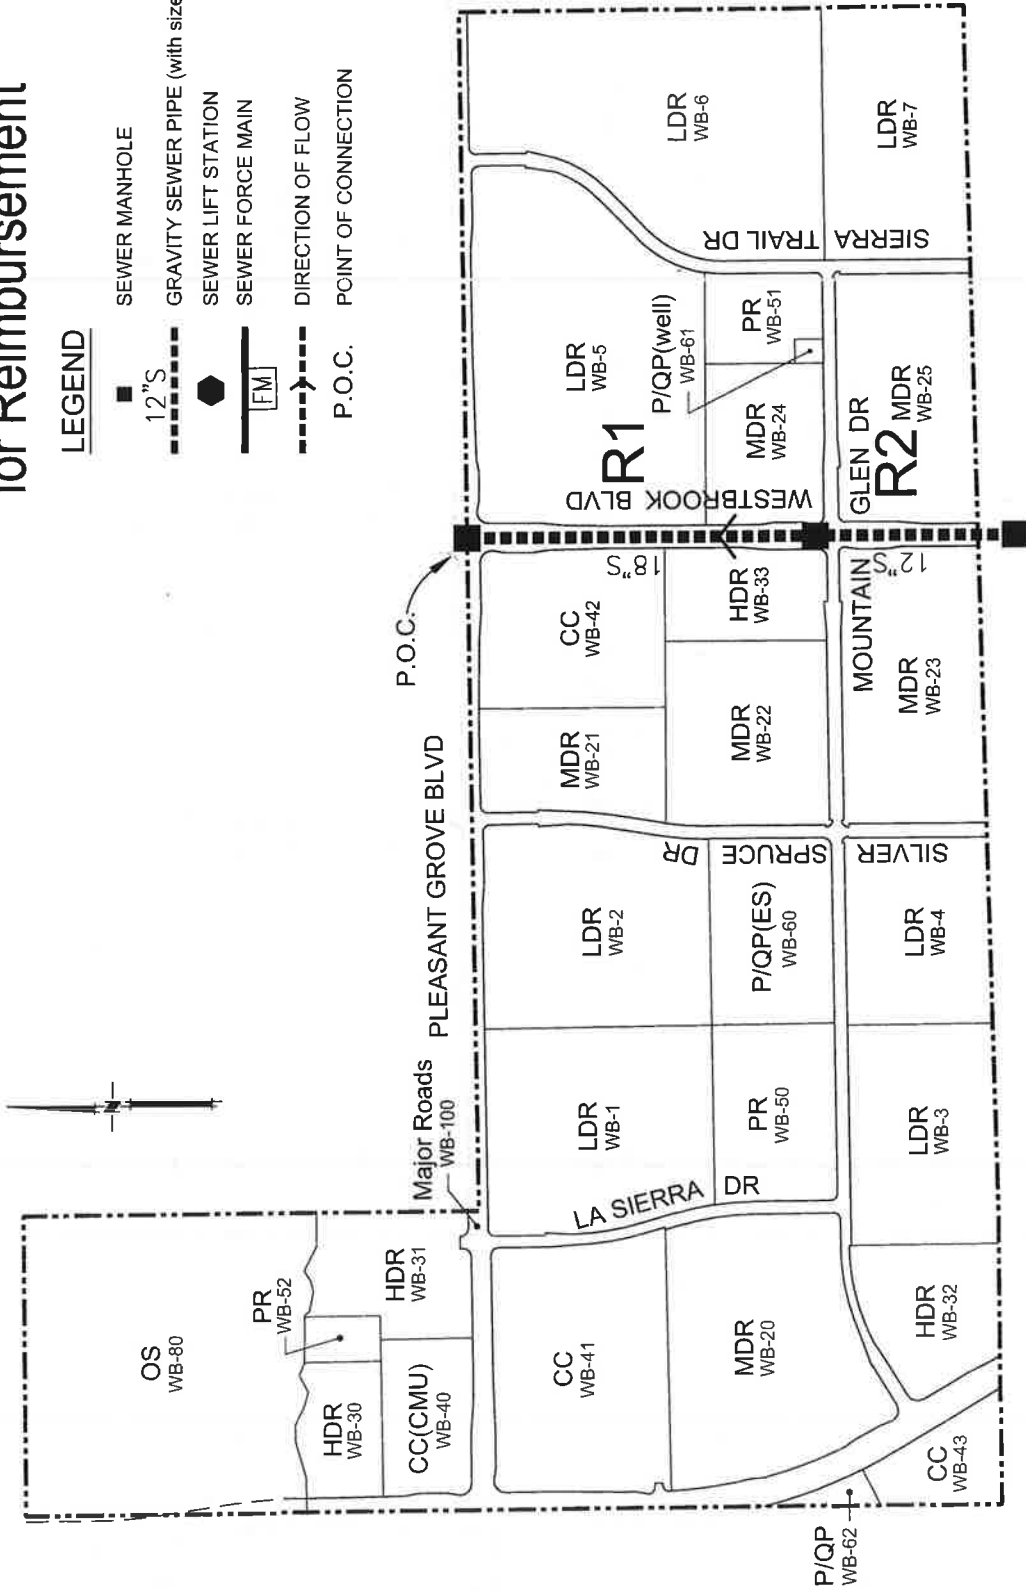 for Reimbursement
LEGEND
SEWER MANHOLE
12"S
GRAVITY SEWER PIPE (with size
SEWER LIFT STATION
SEWER FORCE MAIN
FM
DIRECTION OF FLOW
P.O.C.
POINT OF CONNECTION
OS
WB-80
PR
WB-52
HDR
WB-30
HDR
WB-31
CC(CMU)
WB-40
Major Roads
WB-100
PLEASANT GROVE BLVD
P.O.C.
CC
WB-41
MDR
WB-20
P/QP
WB-62
CC
WB-43
HDR
WB-32
LA SIERRA
DR
LDR
WB-1
LDR
WB-2
PR
WB-50
P/QP(ES)
WB-60
LDR
WB-3
LDR
WB-4
DR
SPRUCE
SILVER
MDR
WB-21
CC
WB-42
MDR
WB-22
HDR
WB-33
MDR
WB-23
MOUNTAIN
GLEN DR
18"S
12"S
WESTBROOK BLVD
R1
R2
LDR
WB-5
P/QP(well)
WB-61
MDR
WB-24
PR
WB-51
MDR
WB-25
TRAIL DR
SIERRA
LDR
WB-6
LDR
WB-7